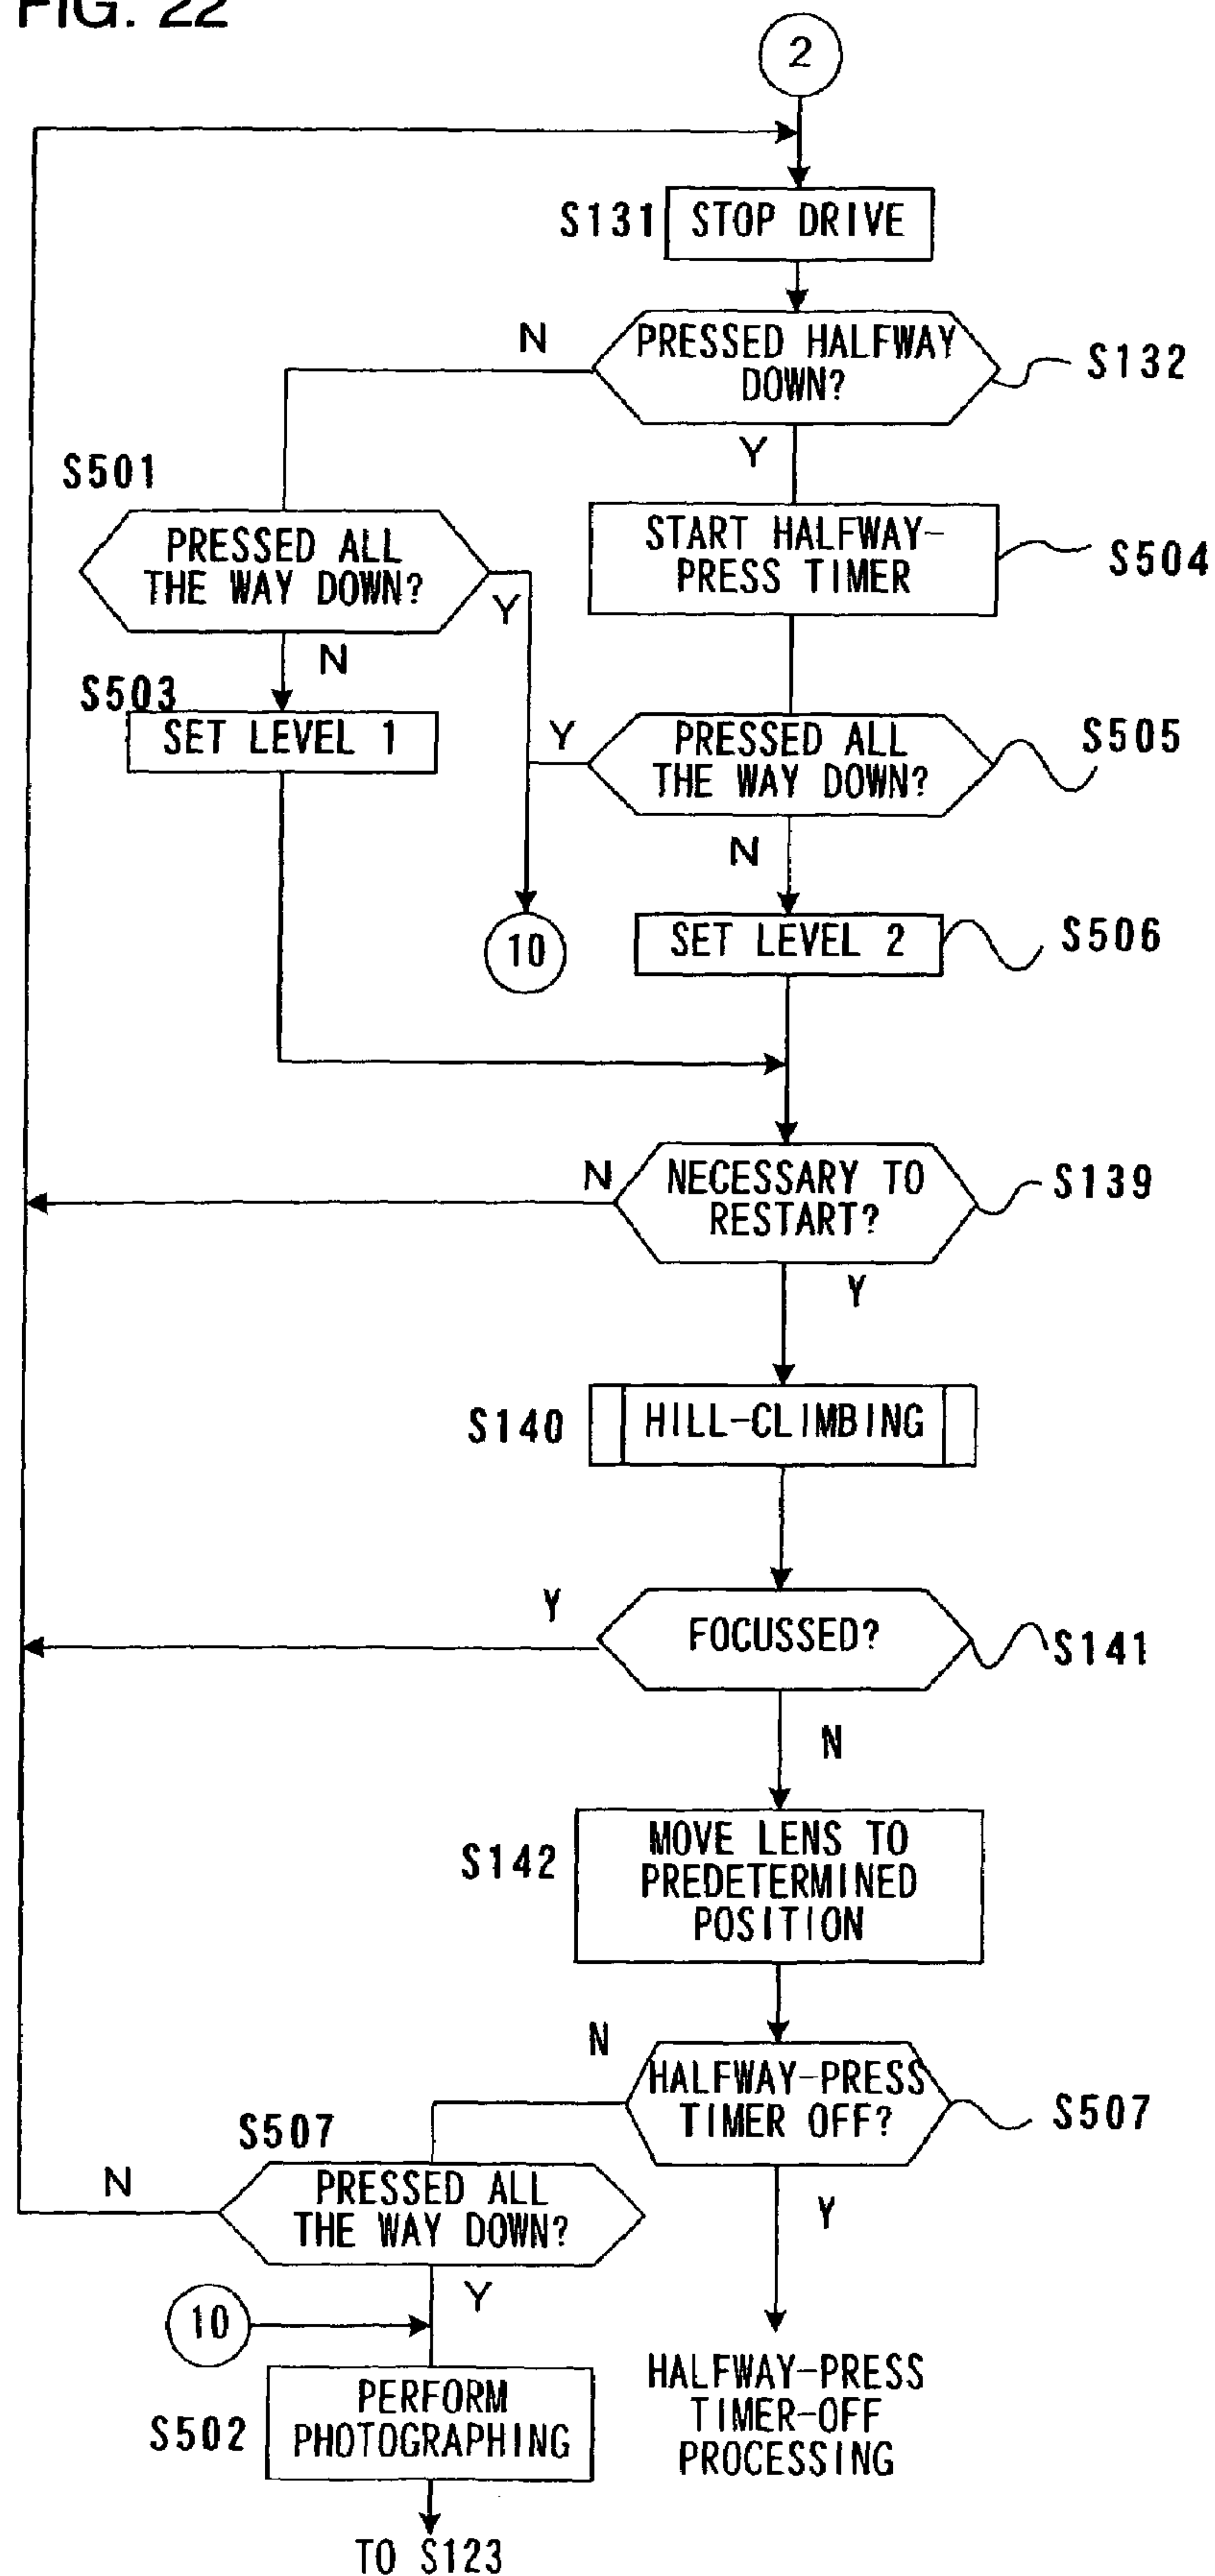 FIG. 22
2
S131
STOP DRIVE
N
PRESSED HALFWAY
DOWN?
S132
Y
S501
PRESSED ALL
THE WAY DOWN?
Y
N
START HALFWAY-
PRESS TIMER
S504
S503
SET LEVEL 1
Y
PRESSED ALL
THE WAY DOWN?
S505
N
10
SET LEVEL 2
S506
N
NECESSARY TO
RESTART?
S139
Y
S140
HILL-CLIMBING
Y
FOCUSSED?
S141
N
S142
MOVE LENS TO
PREDETERMINED
POSITION
N
HALFWAY-PRESS
TIMER OFF?
S507
S507
N
PRESSED ALL
THE WAY DOWN?
Y
Y
10
S502
PERFORM
PHOTOGRAPHING
HALFWAY-PRESS
TIMER-OFF
PROCESSING
TO S123